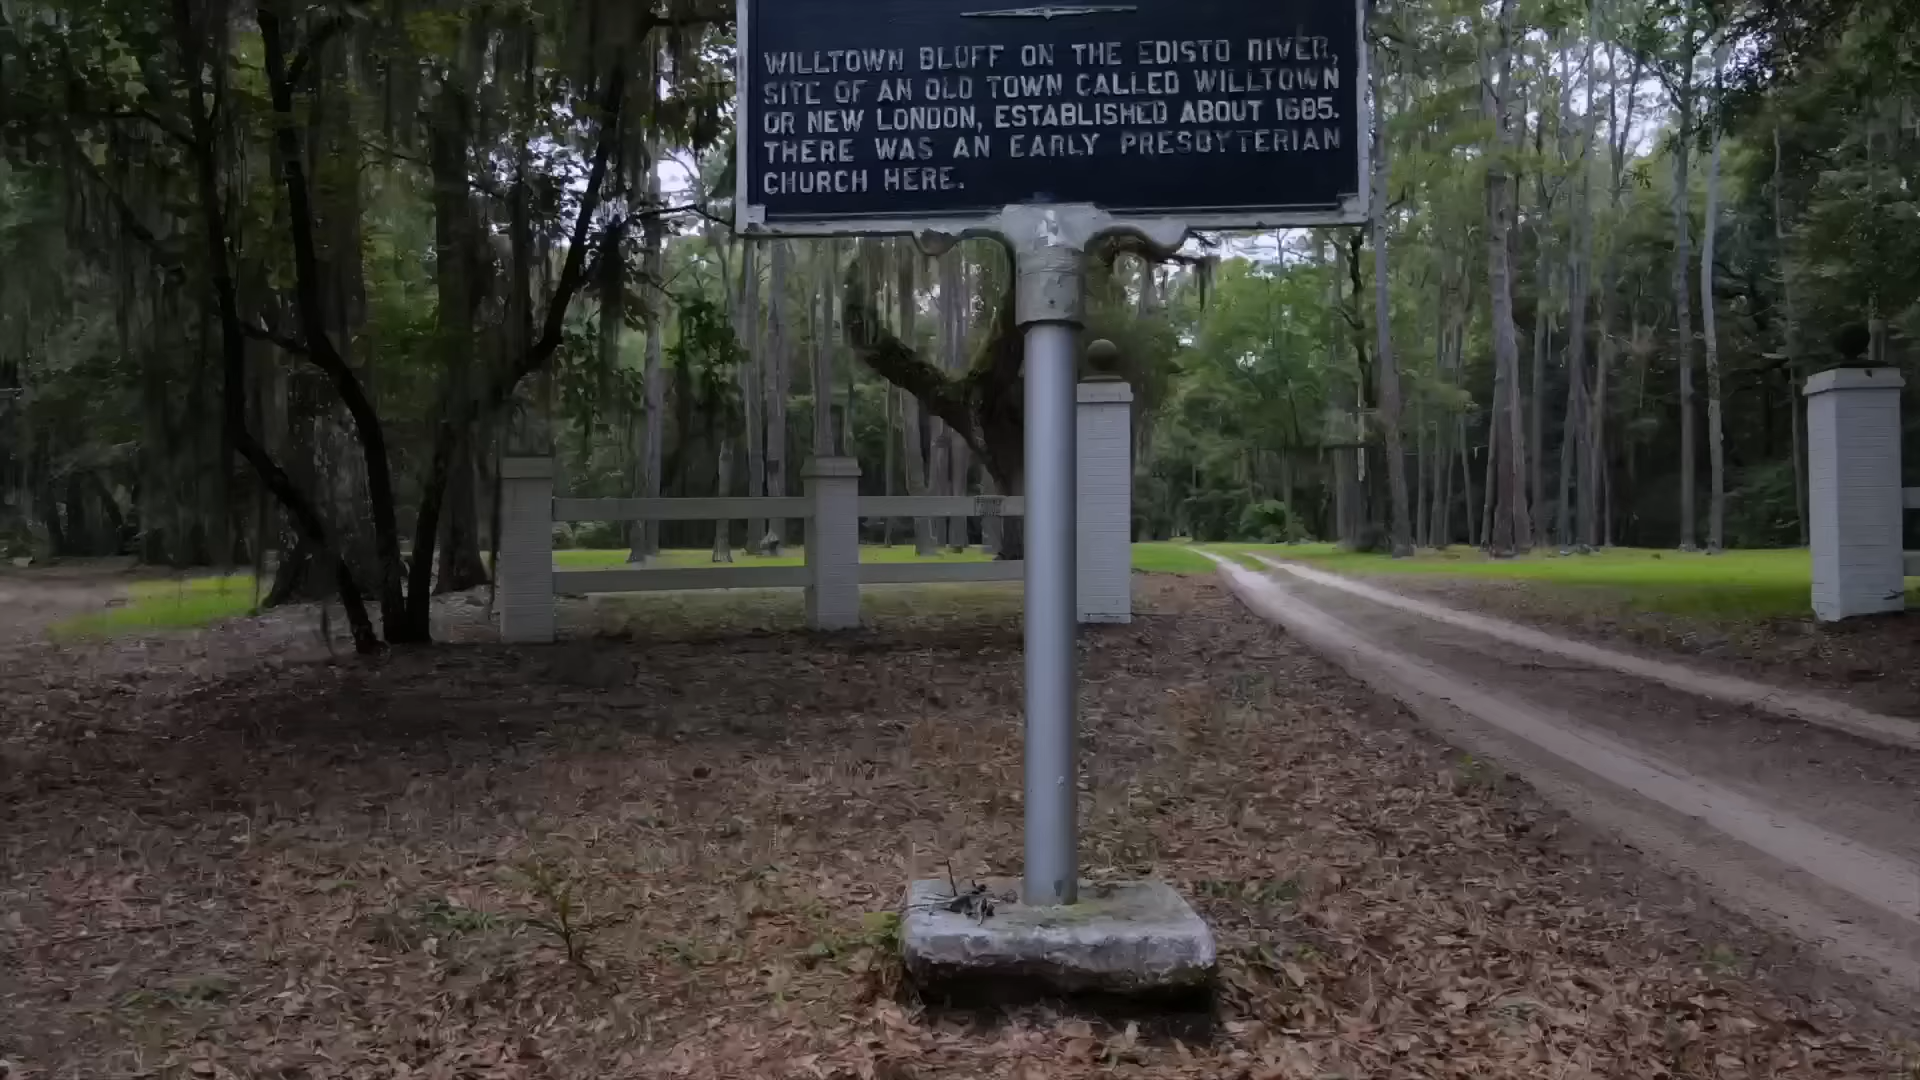 WILLTOWN BLUFF ON THE EDISTO RIVER,
SITE OF AN OLD TOWN CALLED WILLTOWN
OR NEW LONDON, ESTABLISHED ABOUT 1685.
THERE WAS AN EARLY PRESBYTERIAN
CHURCH HERE.